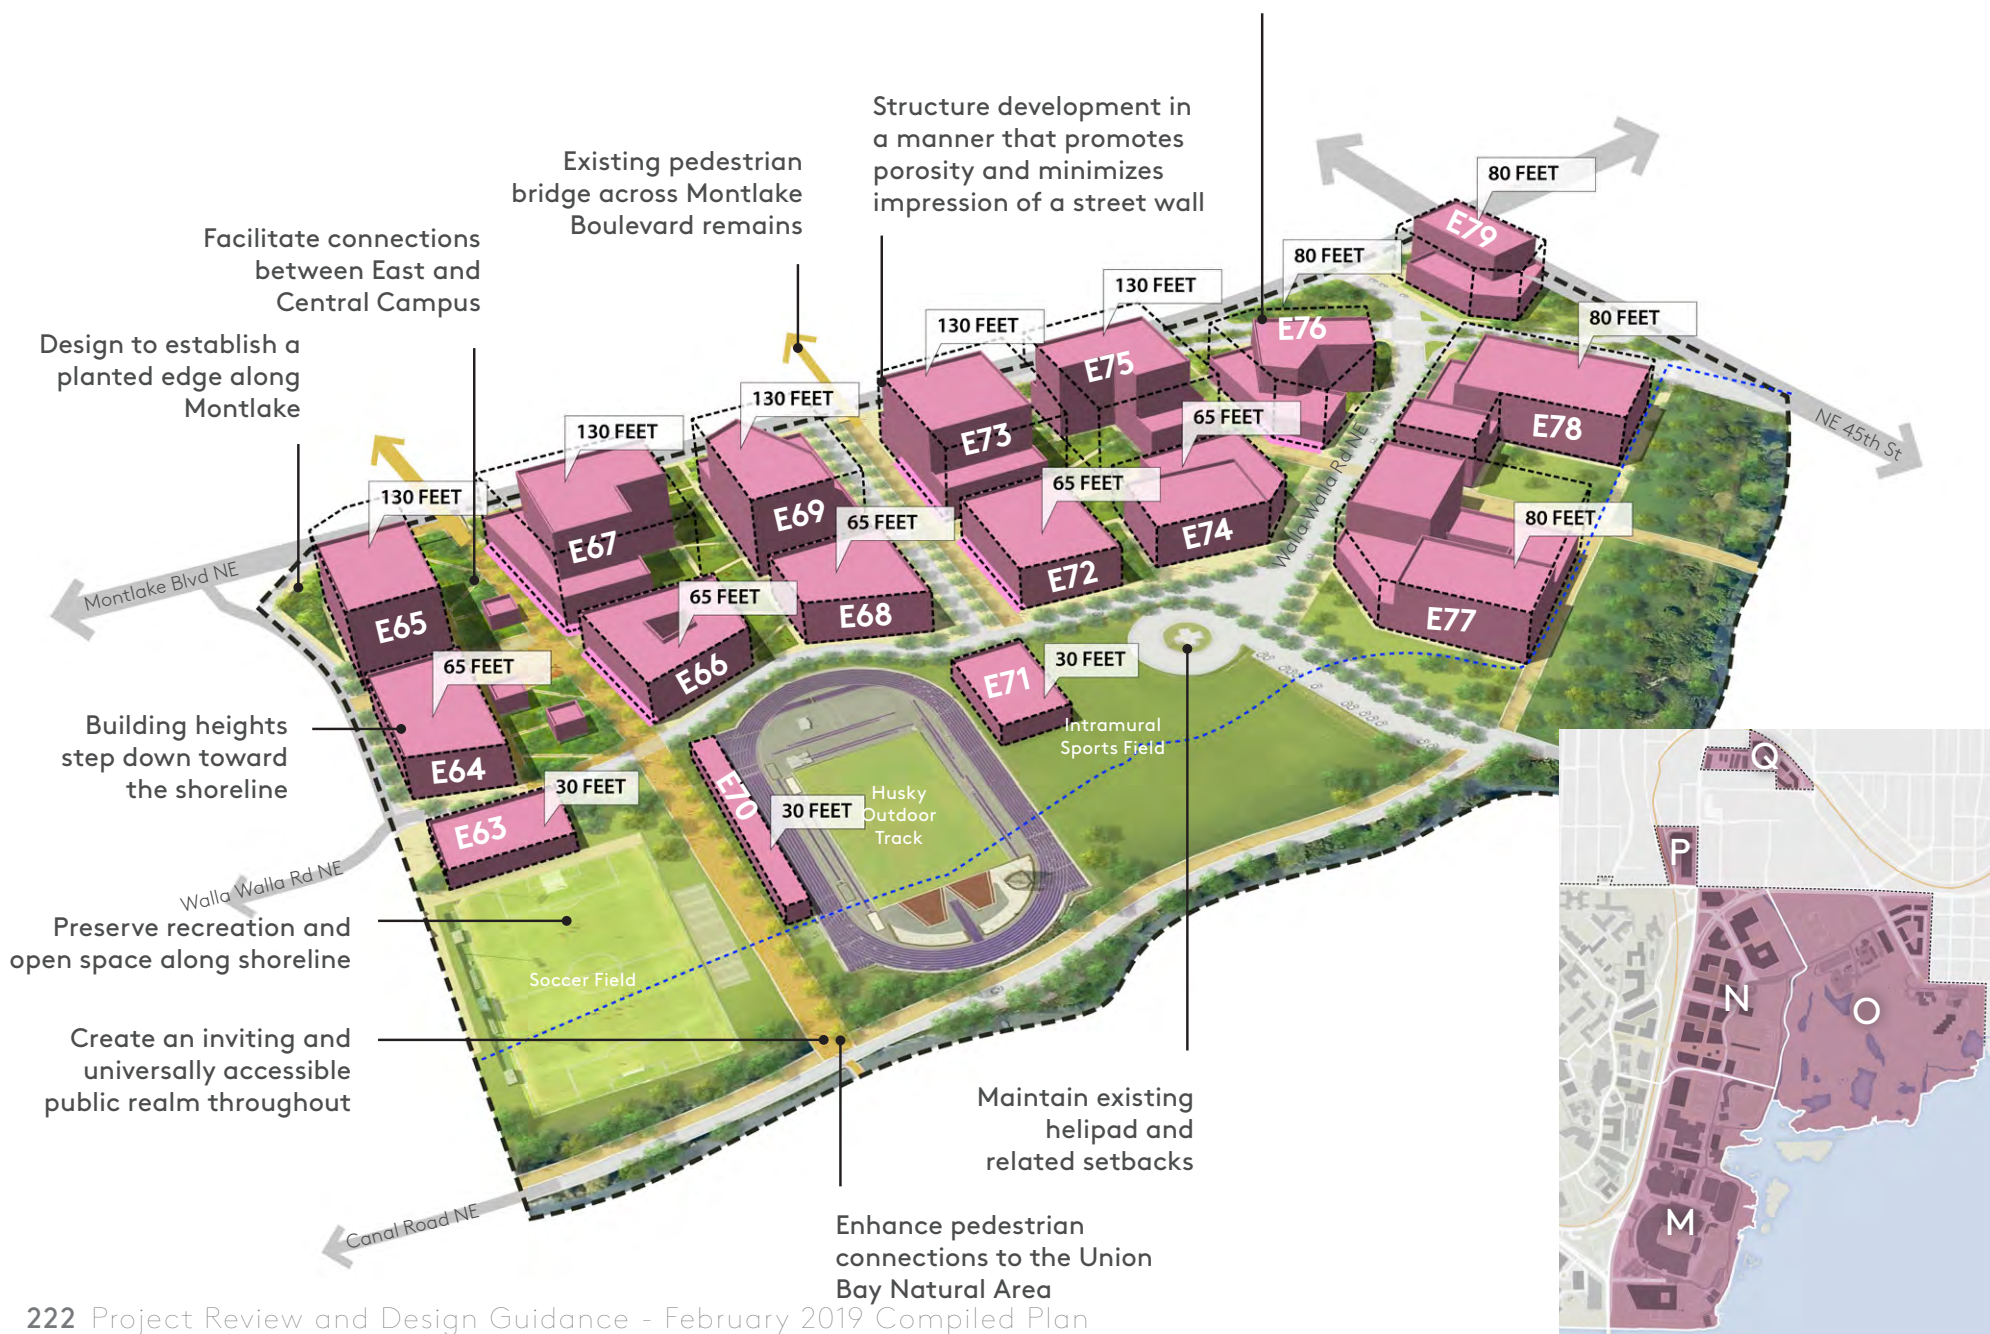 Structure development in
a manner that promotes
porosity and minimizes
impression of a street wall
Existing pedestrian
bridge across Montlake
Boulevard remains
Facilitate connections
between East and
Central Campus
Design to establish a
planted edge along
Montlake
80 FEET
E79
80 FEET
E76
130 FEET
E75
130 FEET
E73
80 FEET
E78
NE 45th St
130 FEET
E69
65 FEET
E74
Walla Walla Rd NE
130 FEET
E67
65 FEET
E72
130 FEET
E65
65 FEET
E68
80 FEET
E77
Montlake Blvd NE
65 FEET
E66
65 FEET
E64
30 FEET
E71
Intramural
Sports Field
Building heights
step down toward
the shoreline
30 FEET
E63
E70
30 FEET
Husky
Outdoor
Track
Walla Walla Rd NE
Preserve recreation and
open space along shoreline
Soccer Field
Create an inviting and
universally accessible
public realm throughout
Maintain existing
helipad and
related setbacks
Canal Road NE
Enhance pedestrian
connections to the Union
Bay Natural Area
Q
P
N
O
M
222 Project Review and Design Guidance - February 2019 Compiled Plan